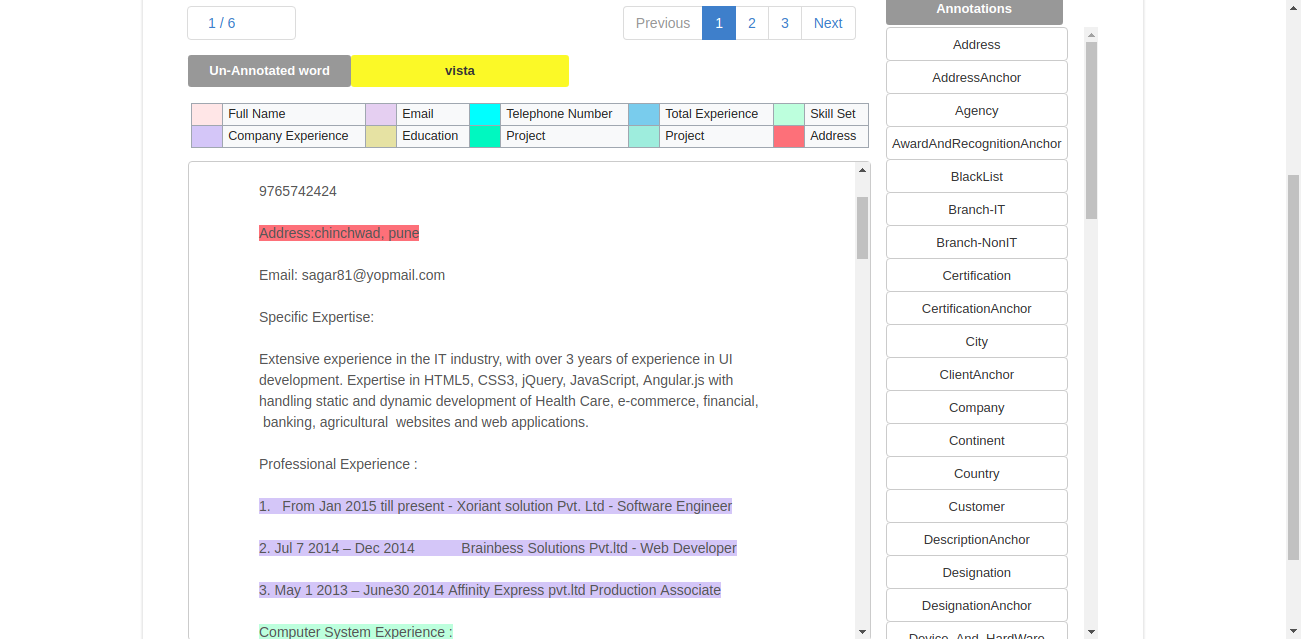 1 / 6
Previous 1 2 3 Next
Un-Annotated word vista
Full Name Email Telephone Number Total Experience Skill Set
Company Experience Education Project Project Address
9765742424
Address:chinchwad, pune
Email: sagar81@yopmail.com
Specific Expertise:
Extensive experience in the IT industry, with over 3 years of experience in UI
development. Expertise in HTML5, CSS3, jQuery, JavaScript, Angular.js with
handling static and dynamic development of Health Care, e-commerce, financial,
banking, agricultural websites and web applications.
Professional Experience :
1. From Jan 2015 till present - Xoriant solution Pvt. Ltd - Software Engineer
2. Jul 7 2014 – Dec 2014 Brainbess Solutions Pvt.ltd - Web Developer
3. May 1 2013 – June30 2014 Affinity Express pvt.ltd Production Associate
Computer System Experience :
Annotations
Address
AddressAnchor
Agency
AwardAndRecognitionAnchor
BlackList
Branch-IT
Branch-NonIT
Certification
CertificationAnchor
City
ClientAnchor
Company
Continent
Country
Customer
DescriptionAnchor
Designation
DesignationAnchor
Device_And_HardWare